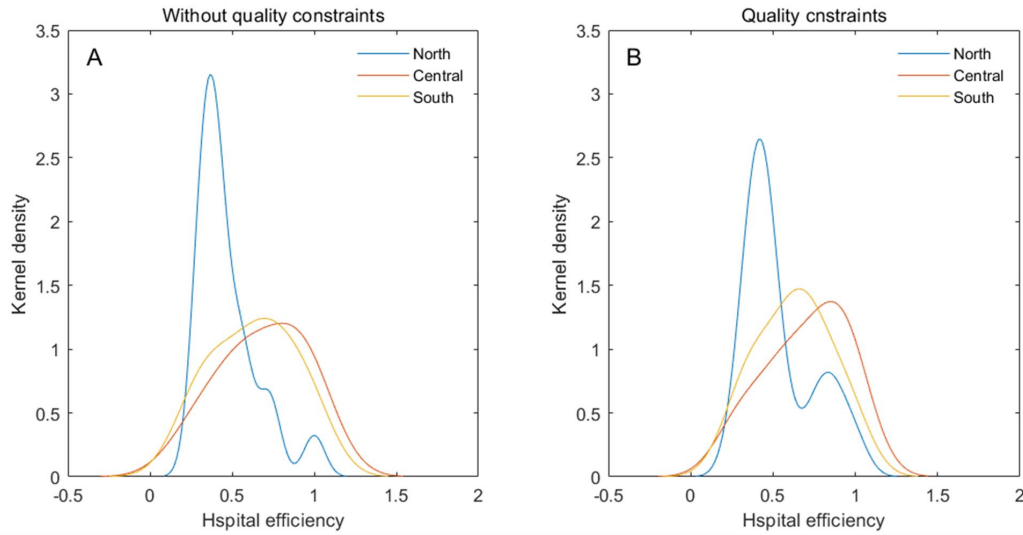 Without quality constraints
A
North
Central
South
3.5
3
2.5
2
1.5
1
0.5
0
-0.5
0
0.5
1
1.5
2
Kernel density
Hspital efficiency
Quality cnstraints
B
North
Central
South
3.5
3
2.5
2
1.5
1
0.5
0
-0.5
0
0.5
1
1.5
2
Kernel density
Hspital efficiency